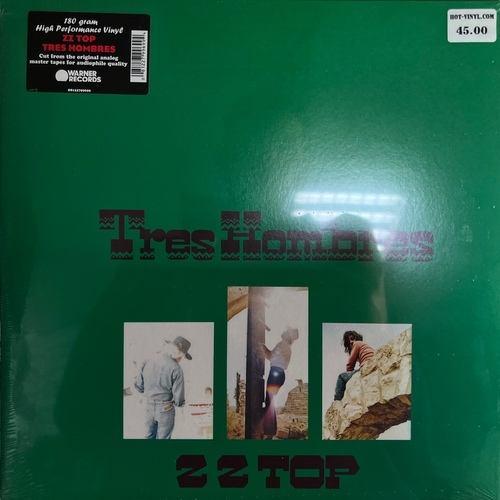 180 gram
High Performance Vinyl
ZZ TOP
TRES HOMBRES
Cut from the original analog
master tapes for audiophile quality
WARNER
RECORDS
HOT-VINYL.COM
45.00
Tres Hombres
ZZ TOP